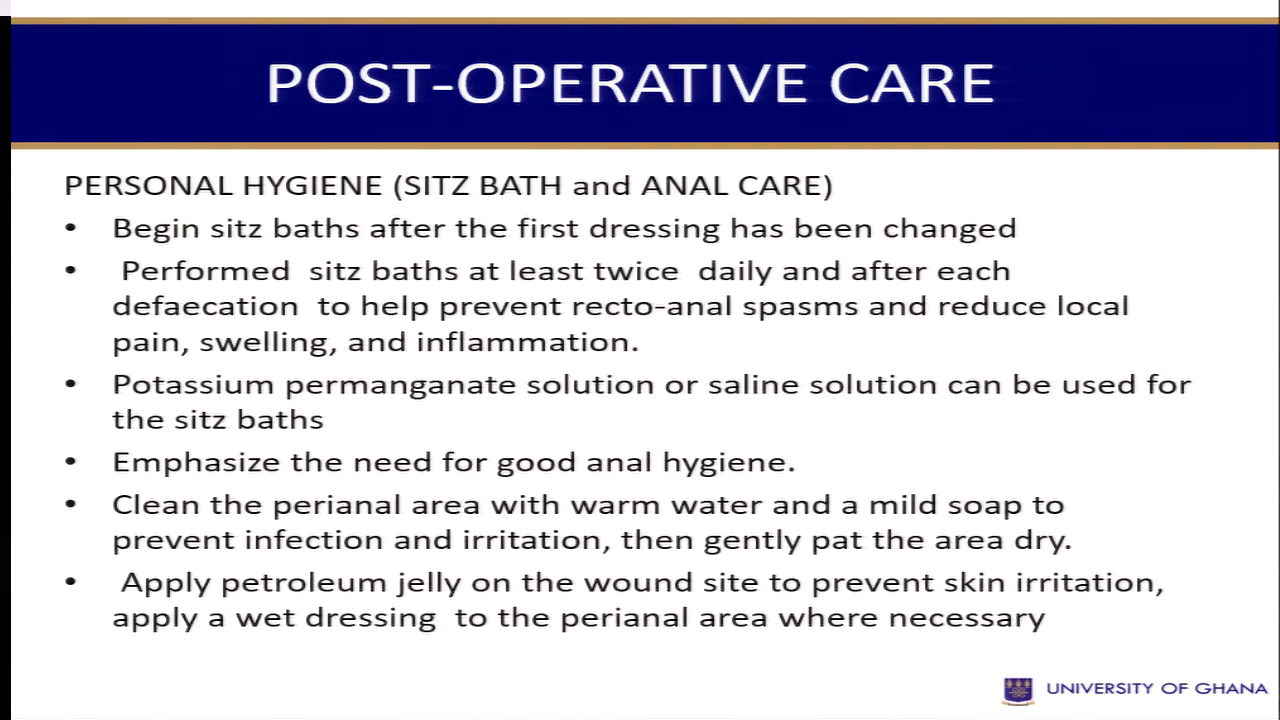 POST-OPERATIVE CARE
PERSONAL HYGIENE (SITZ BATH and ANAL CARE)
• Begin sitz baths after the first dressing has been changed
• Performed sitz baths at least twice daily and after each
defaecation to help prevent recto-anal spasms and reduce local
pain, swelling, and inflammation.
• Potassium permanganate solution or saline solution can be used for
the sitz baths
• Emphasize the need for good anal hygiene.
• Clean the perianal area with warm water and a mild soap to
prevent infection and irritation, then gently pat the area dry.
• Apply petroleum jelly on the wound site to prevent skin irritation,
apply a wet dressing to the perianal area where necessary
UNIVERSITY OF GHANA